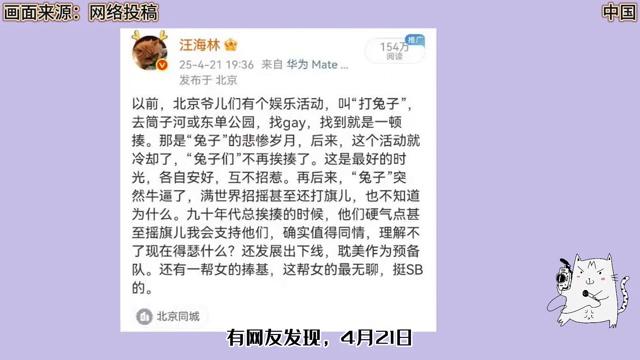 画面来源：网络投稿
中国
汪海林
25-4-21 19:36 来自 华为 Mate ...
发布于 北京
推广
154万
阅读
以前，北京爷儿们有个娱乐活动，叫“打兔子”，
去筒子河或东单公园，找gay，找到就是一顿
揍。那是“兔子”的悲惨岁月，后来，这个活动就
冷却了，“兔子们”不再挨揍了。这是最好的时
光，各自安好，互不招惹。再后来，“兔子”突
然牛逼了，满世界招摇甚至还打旗儿，也不知道
为什么。九十年代总挨揍的时候，他们硬气点甚
至摇旗儿我会支持他们，确实值得同情，理解不
了现在得瑟什么？还发展出下线，耽美作为预备
队。还有一帮女的捧基，这帮女的最无聊，挺SB
的。
北京同城
有网友发现，4月21日